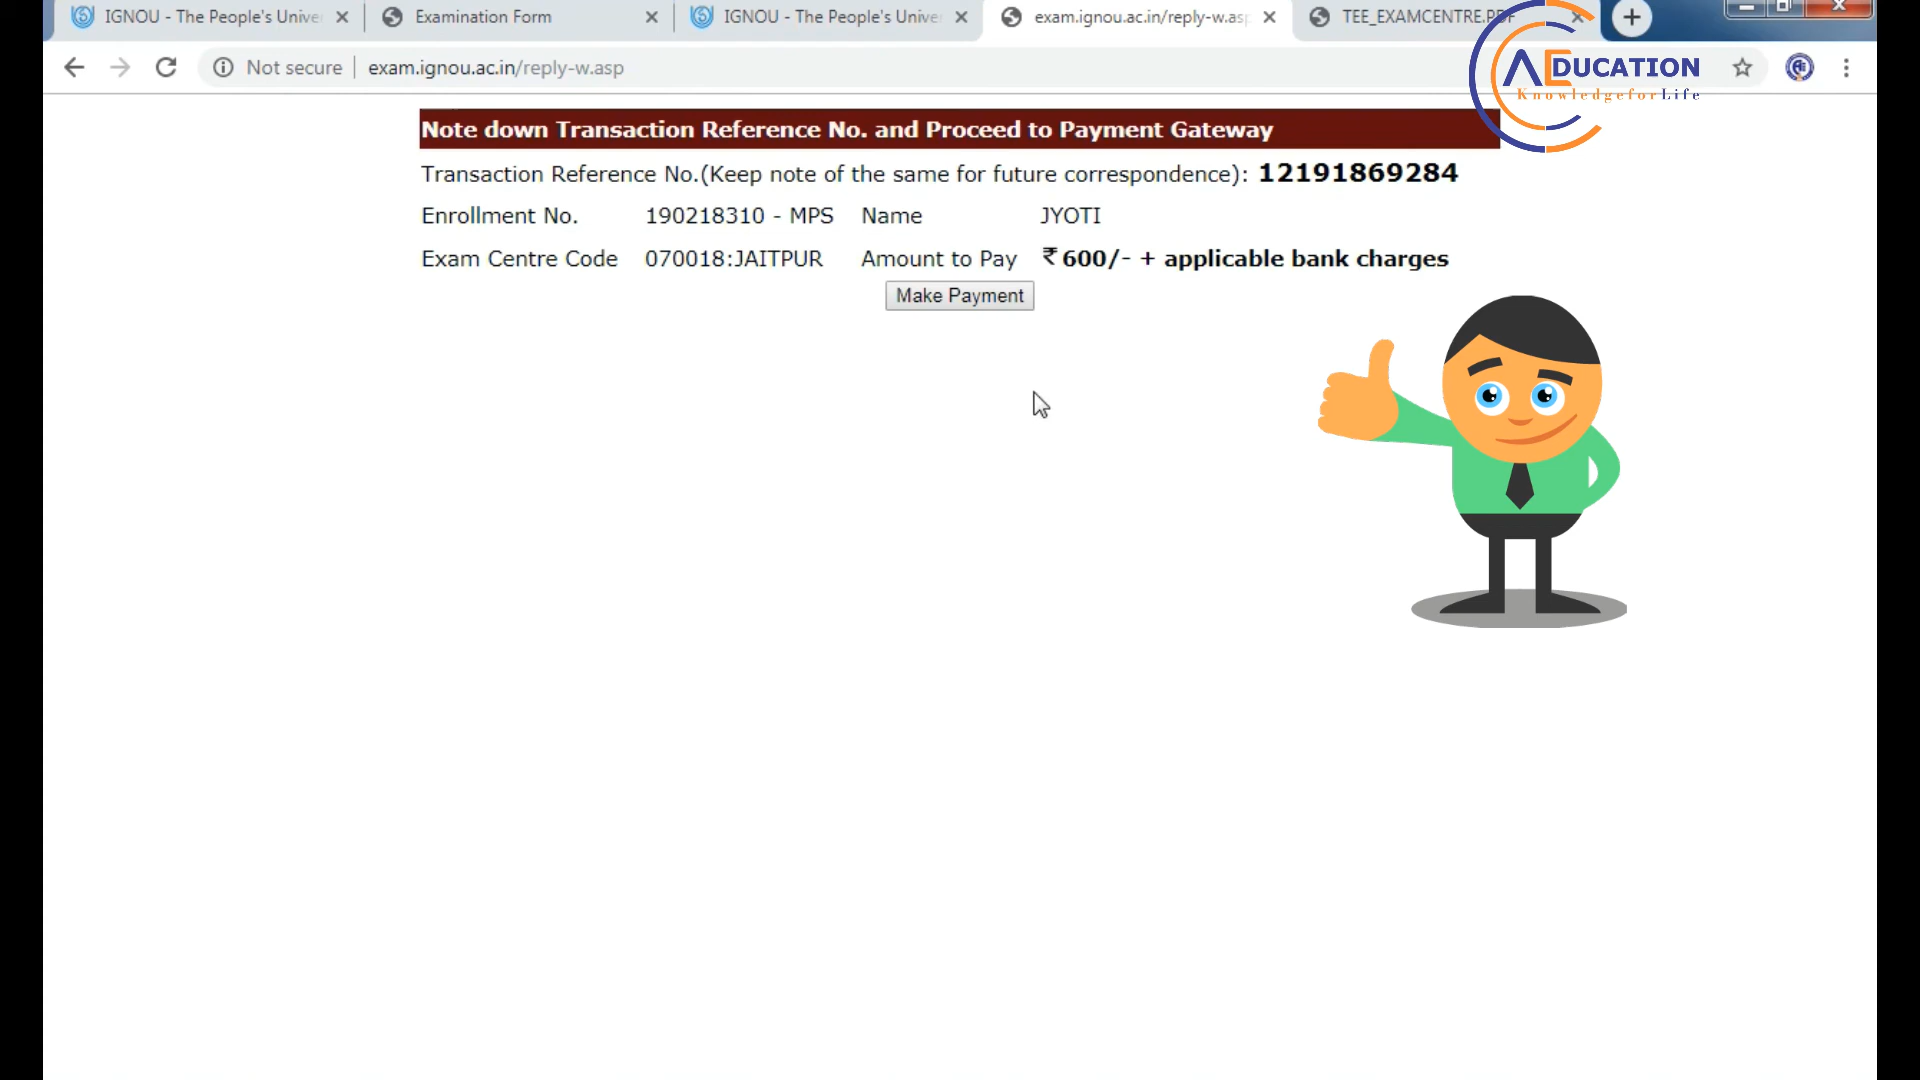 IGNOU - The People's Unive
Examination Form
IGNOU - The People's Unive
exam.ignou.ac.in/reply-w.as
TEE_EXAMCENTRE.PDF
Not secure
exam.ignou.ac.in/reply-w.asp
AEDUCATION
KnowledgeforLife
Note down Transaction Reference No. and Proceed to Payment Gateway
Transaction Reference No.(Keep note of the same for future correspondence): 12191869284
Enrollment No. 190218310 - MPS Name JYOTI
Exam Centre Code 070018:JAITPUR Amount to Pay ₹ 600/- + applicable bank charges
Make Payment